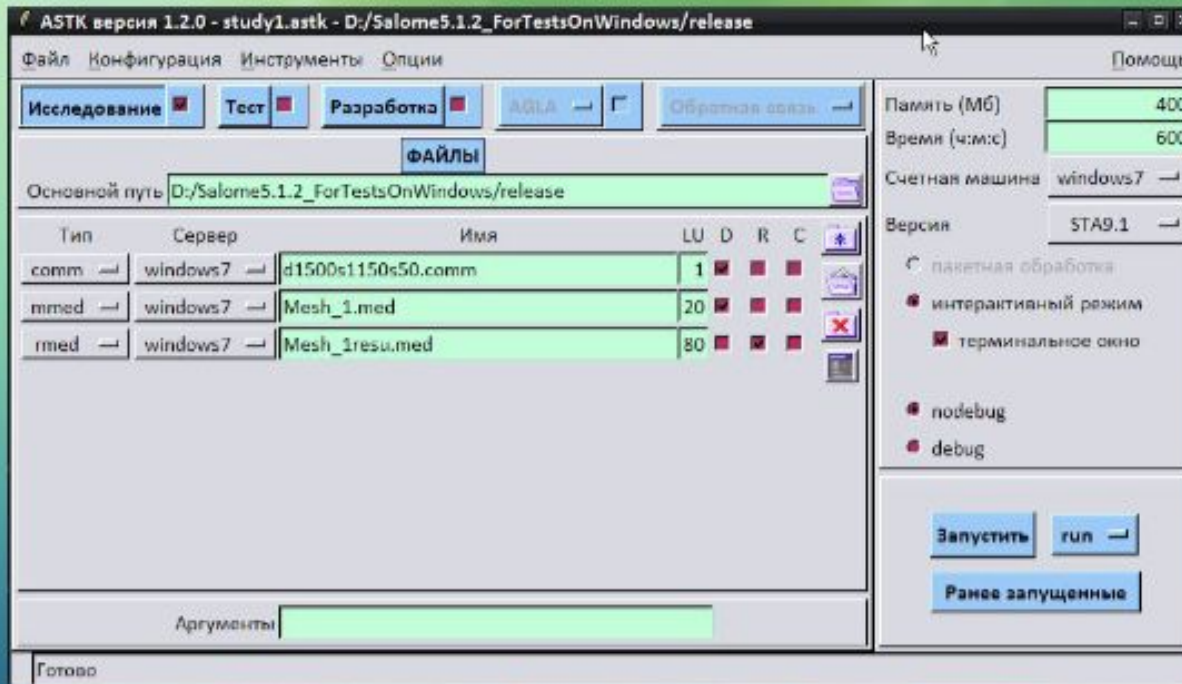 ASTK версия 1.2.0 - study1.astk - D:/Salome5.1.2_ForTestsOnWindows/release
Файл Конфигурация Инструменты Опции Помощь
Исследование Тест Разработка AGLA Обратная связь
ФАЙЛЫ
Основной путь D:/Salome5.1.2_ForTestsOnWindows/release
Тип Сервер Имя LU D R C
comm windows7 d1500s1150s50.comm 1
mmed windows7 Mesh_1.med 20
rmed windows7 Mesh_1resu.med 80
Аргументы
Память (Мб) 400
Время (ч:м:с) 600
Счетная машина windows7
Версия STA9.1
пакетная обработка
интерактивный режим
терминальное окно
nodebug
debug
Запустить run
Ранее запущенные
Готово